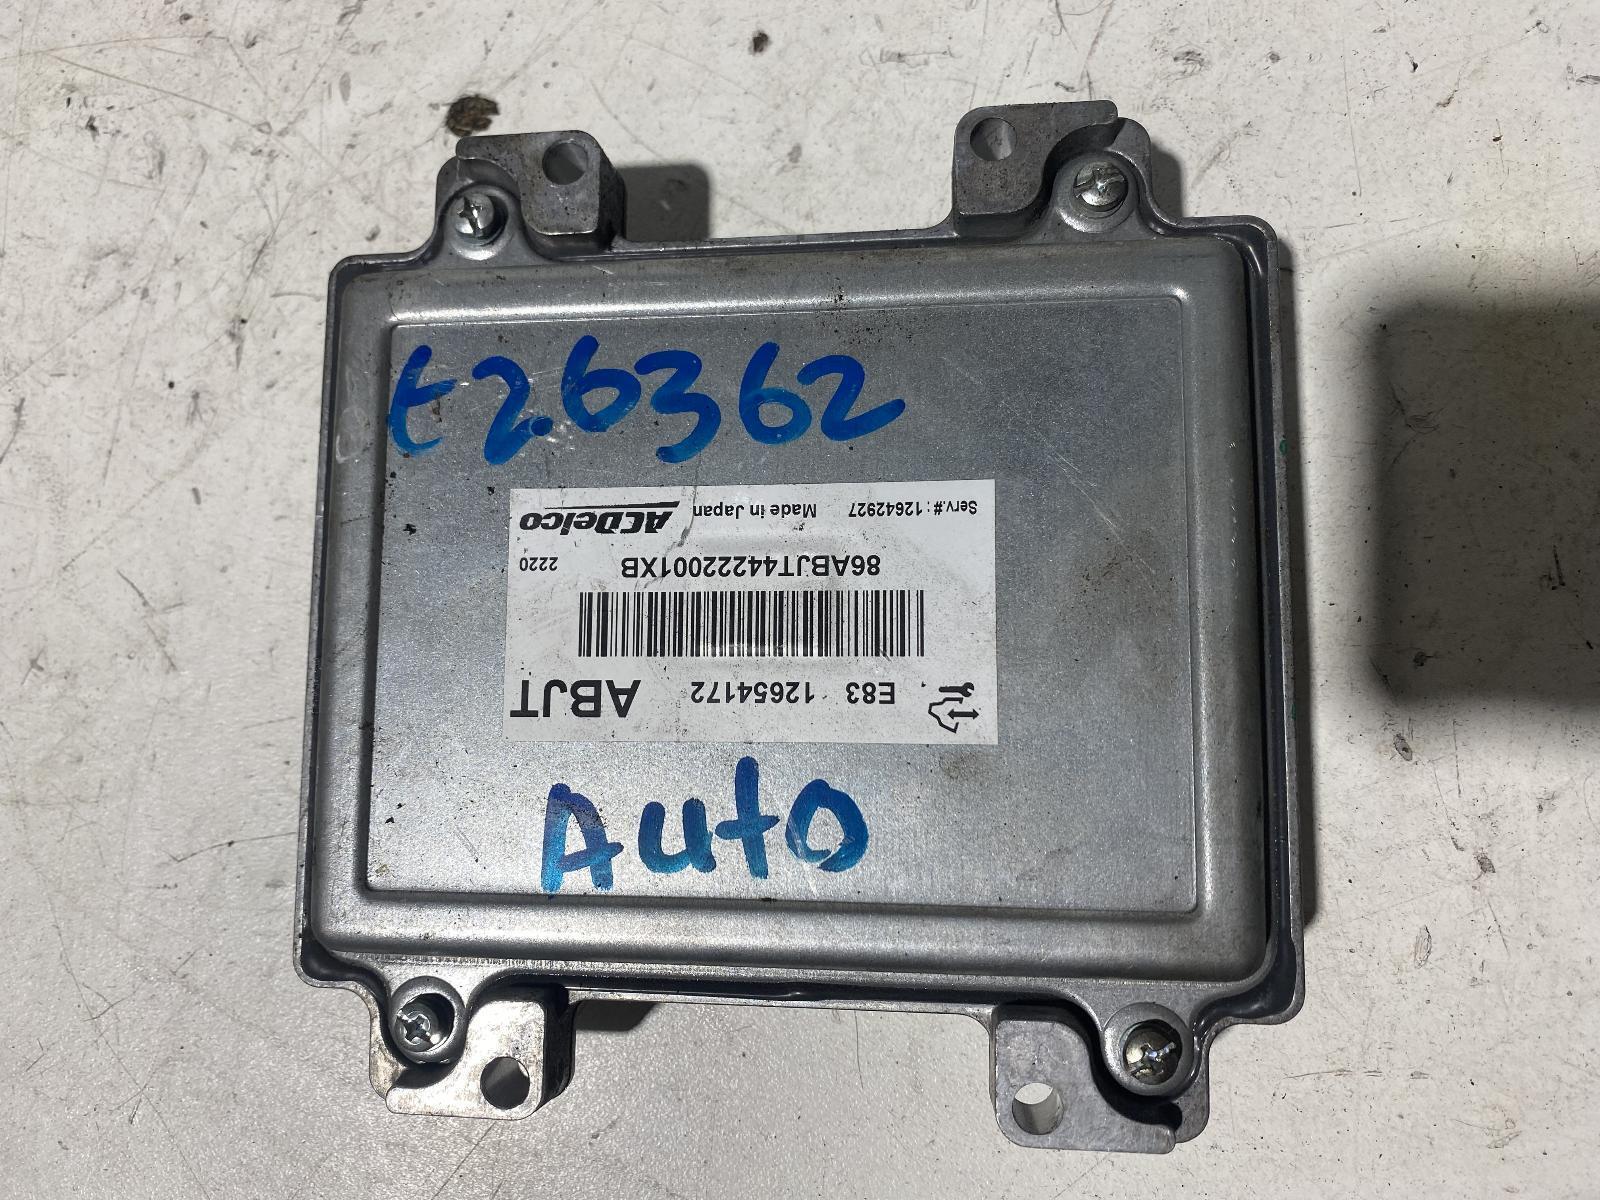 t26362
E83 12654172 ABJT
86ABJT44222001XB 2220
Serv.#:12642927 Made in Japan ACDelco
Auto